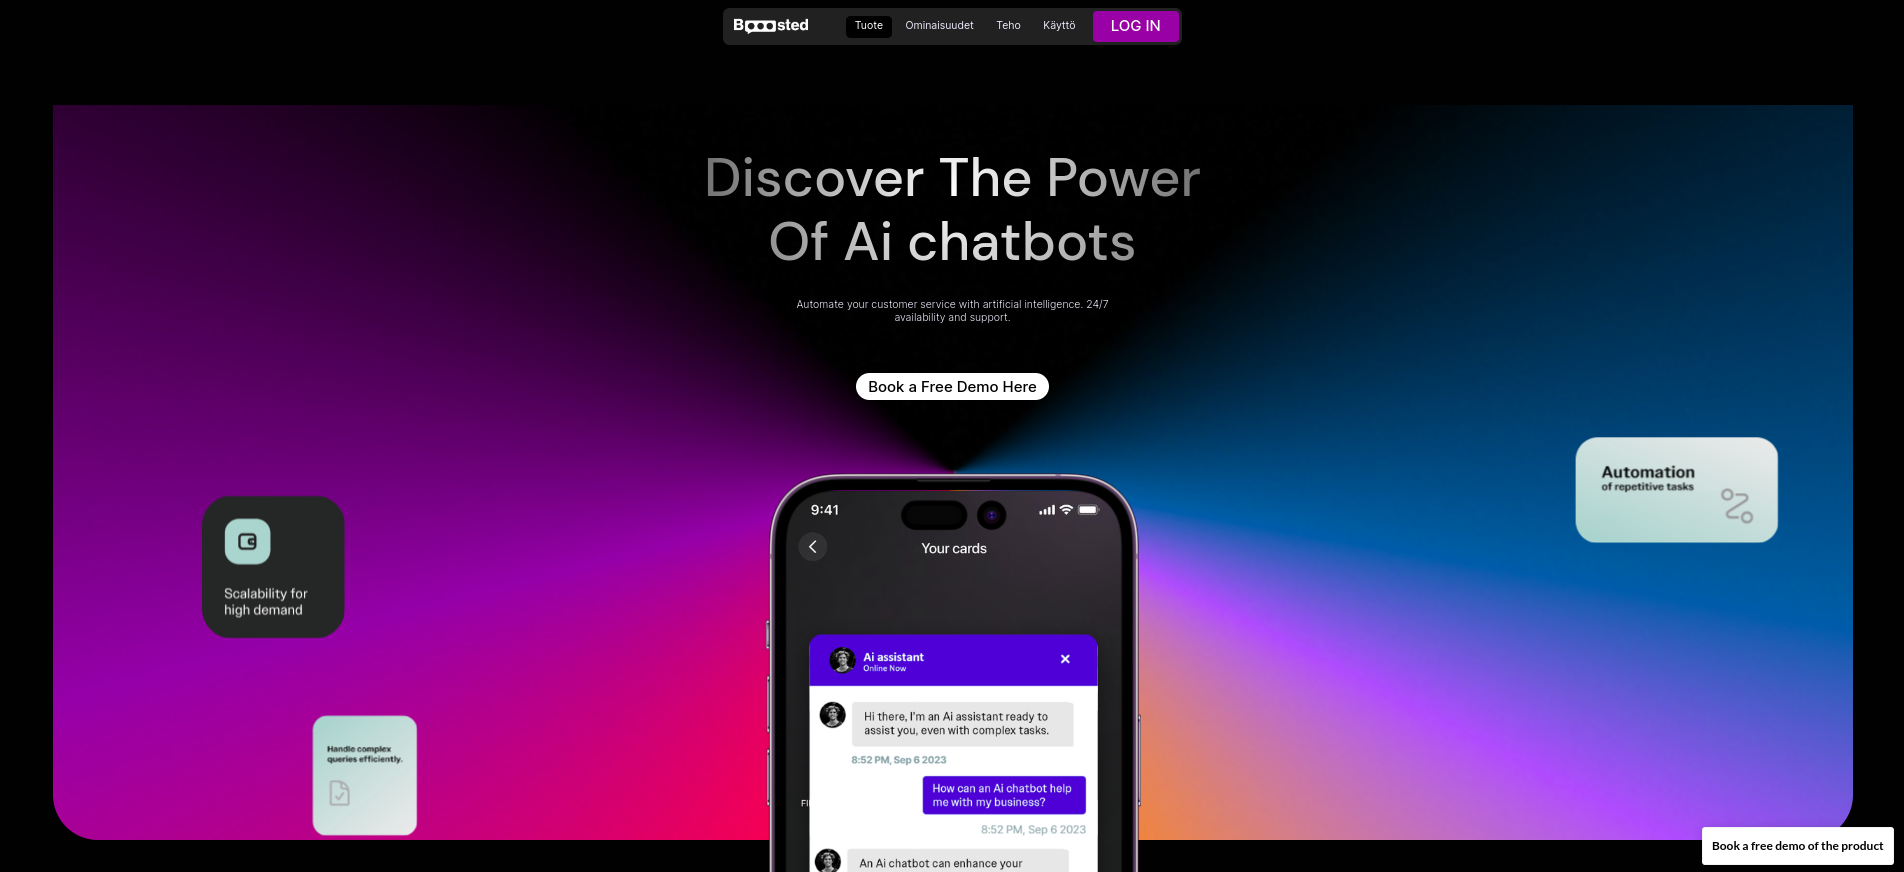 Booosted
Tuote
Ominaisuudet
Teho
Käyttö
LOG IN
Discover The Power
Of Ai chatbots
Automate your customer service with artificial intelligence. 24/7
availability and support.
Book a Free Demo Here
Automation
of repetitive tasks
Scalability for
high demand
Handle complex
queries efficiently.
9:41
Your cards
Ai assistant
Online Now
Hi there, I'm an Ai assistant ready to
assist you, even with complex tasks.
8:52 PM, Sep 6 2023
How can an Ai chatbot help
me with my business?
8:52 PM, Sep 6 2023
An Ai chatbot can enhance your
Book a free demo of the product